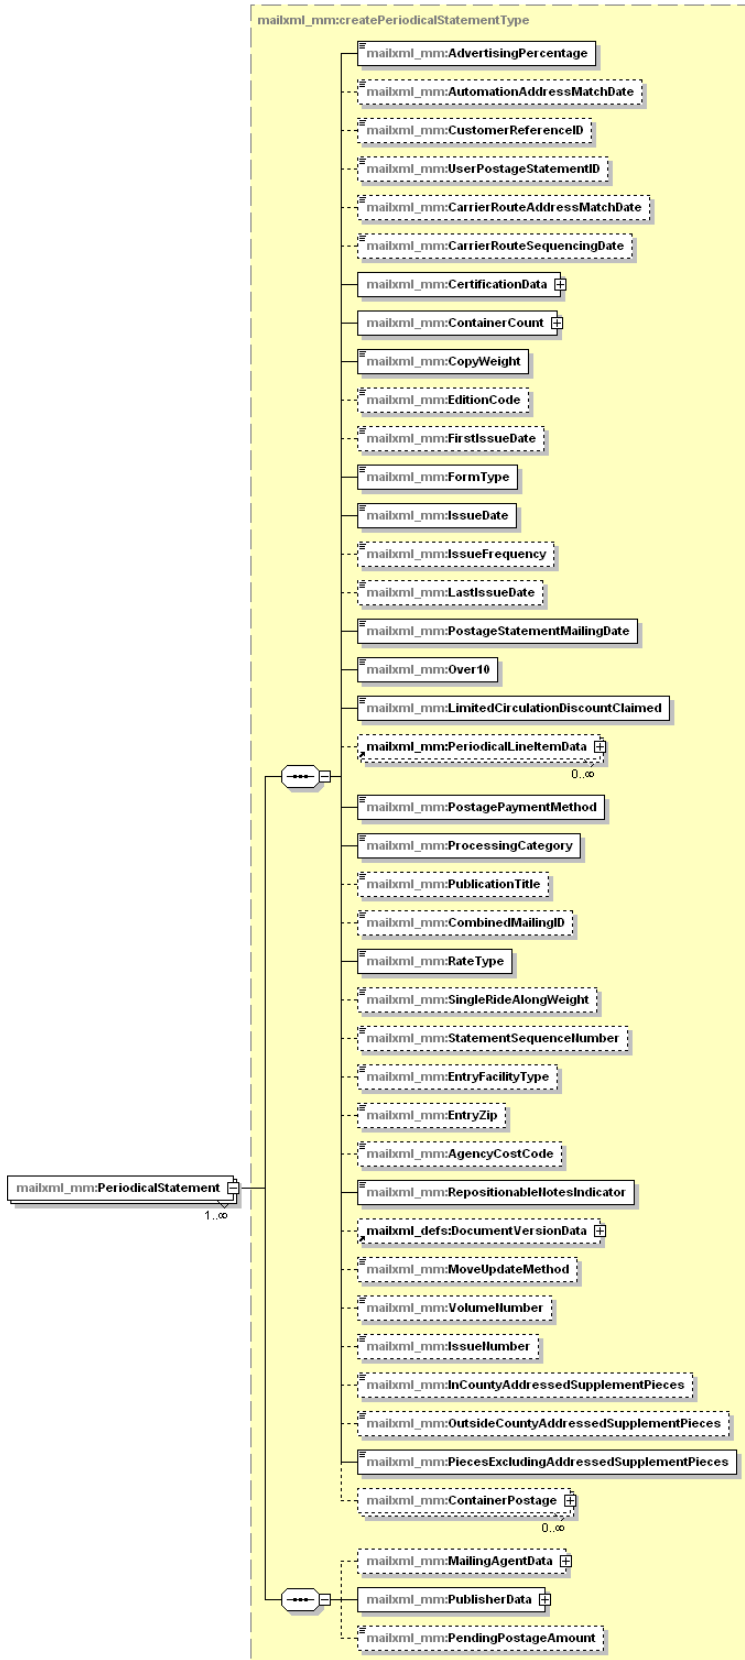 mailxml_mm:createPeriodicalStatementType
mailxml_mm:AdvertisingPercentage
mailxml_mm:AutomationAddressMatchDate
mailxml_mm:CustomerReferenceID
mailxml_mm:UserPostageStatementID
mailxml_mm:CarrierRouteAddressMatchDate
mailxml_mm:CarrierRouteSequencingDate
mailxml_mm:CertificationData
mailxml_mm:ContainerCount
mailxml_mm:CopyWeight
mailxml_mm:EditionCode
mailxml_mm:FirstIssueDate
mailxml_mm:FormType
mailxml_mm:IssueDate
mailxml_mm:IssueFrequency
mailxml_mm:LastIssueDate
mailxml_mm:PostageStatementMailingDate
mailxml_mm:Over10
mailxml_mm:LimitedCirculationDiscountClaimed
mailxml_mm:PeriodicalLineItemData
0..∞
mailxml_mm:PostagePaymentMethod
mailxml_mm:ProcessingCategory
mailxml_mm:PublicationTitle
mailxml_mm:CombinedMailingID
mailxml_mm:RateType
mailxml_mm:SingleRideAlongWeight
mailxml_mm:StatementSequenceNumber
mailxml_mm:EntryFacilityType
mailxml_mm:EntryZip
mailxml_mm:AgencyCostCode
mailxml_mm:PeriodicalStatement
1..∞
mailxml_mm:RepositionableNotesIndicator
mailxml_defs:DocumentVersionData
mailxml_mm:MoveUpdateMethod
mailxml_mm:VolumeNumber
mailxml_mm:IssueNumber
mailxml_mm:InCountyAddressedSupplementPieces
mailxml_mm:OutsideCountyAddressedSupplementPieces
mailxml_mm:PiecesExcludingAddressedSupplementPieces
mailxml_mm:ContainerPostage
0..∞
mailxml_mm:MailingAgentData
mailxml_mm:PublisherData
mailxml_mm:PendingPostageAmount